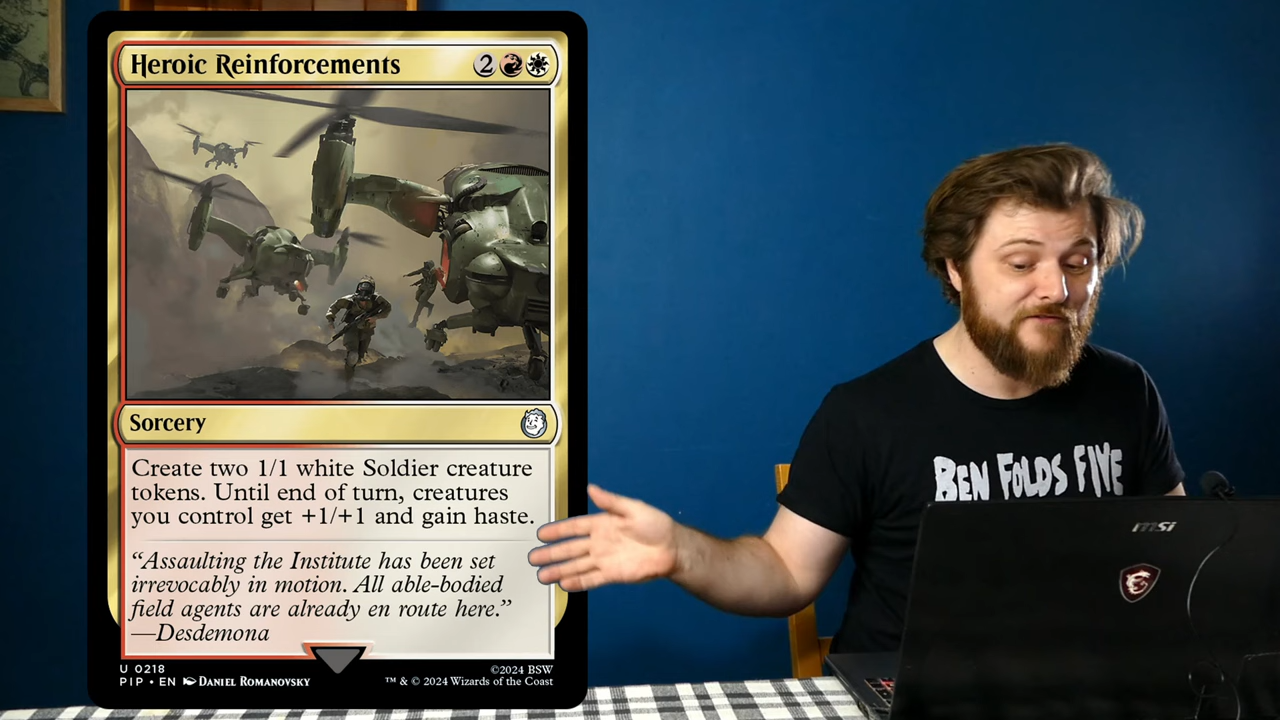 Heroic Reinforcements 2
Sorcery
Create two 1/1 white Soldier creature
tokens. Until end of turn, creatures
you control get +1/+1 and gain haste.
“Assaulting the Institute has been set
irrevocably in motion. All able-bodied
field agents are already en route here.”
—Desdemona
U 0218
PIP • EN DANIEL ROMANOVSKY
©2024 BSW
™ & © 2024 Wizards of the Coast
BEN FOLDS FIVE
msi